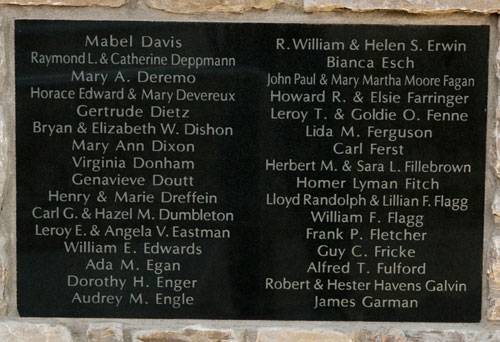 Mabel Davis
Raymond L. & Catherine Deppmann
Mary A. Deremo
Horace Edward & Mary Devereux
Gertrude Dietz
Bryan & Elizabeth W. Dishon
Mary Ann Dixon
Virginia Donham
Genavieve Doutt
Henry & Marie Dreffein
Carl G. & Hazel M. Dumbleton
Leroy E. & Angela V. Eastman
William E. Edwards
Ada M. Egan
Dorothy H. Enger
Audrey M. Engle
R. William & Helen S. Erwin
Bianca Esch
John Paul & Mary Martha Moore Fagan
Howard R. & Elsie Farringer
Leroy T. & Goldie O. Fenne
Lida M. Ferguson
Carl Ferst
Herbert M. & Sara L. Fillebrown
Homer Lyman Fitch
Lloyd Randolph & Lillian F. Flagg
William F. Flagg
Frank P. Fletcher
Guy C. Fricke
Alfred T. Fulford
Robert & Hester Havens Galvin
James Garman